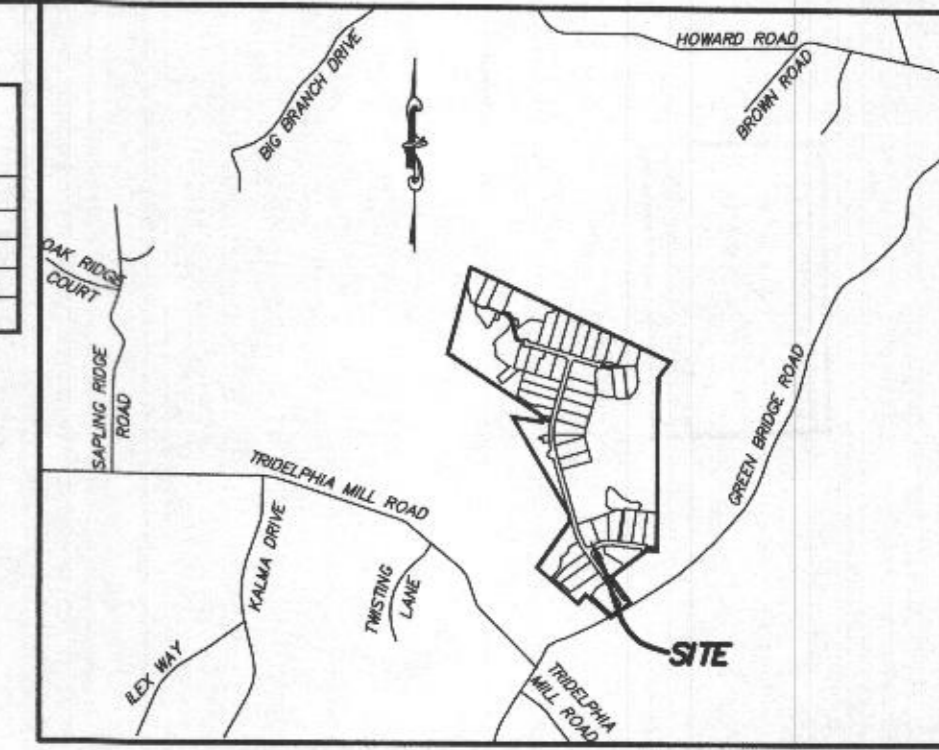 HOWARD ROAD
BROWN ROAD
BIG BRANCH DRIVE
OAK RIDGE
COURT
SAPLING RIDGE
ROAD
GREEN BRIDGE ROAD
TRIDELPHIA MILL ROAD
KALMA DRIVE
TWISTING
LANE
ILEX WAY
SITE
TRIDELPHIA
MILL ROAD